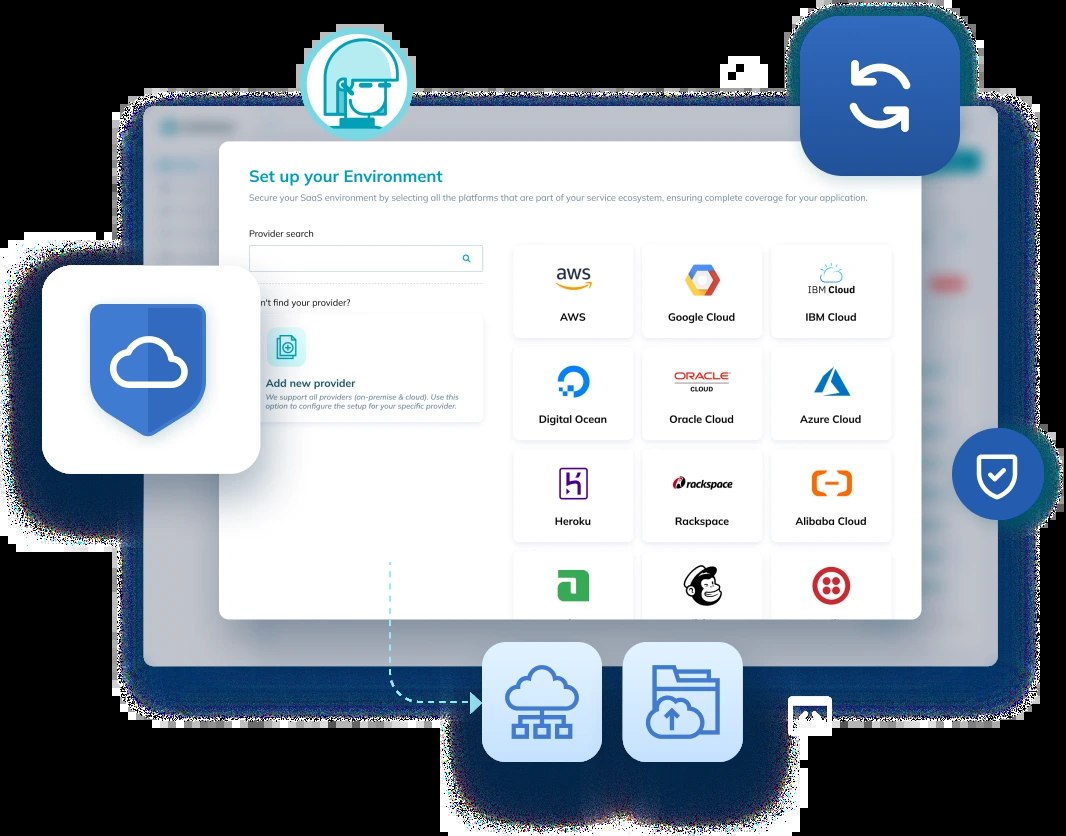 Set up your Environment
Secure your SaaS environment by selecting all the platforms that are part of your service ecosystem, ensuring complete coverage for your application.
Provider search
n't find your provider?
Add new provider
We support all providers (on-premise & cloud). Use this
option to configure the setup for your specific provider.
aws
AWS
Google Cloud
IBM Cloud
IBM Cloud
Digital Ocean
ORACLE
CLOUD
Oracle Cloud
Azure Cloud
Heroku
rackspace
Rackspace
Alibaba Cloud